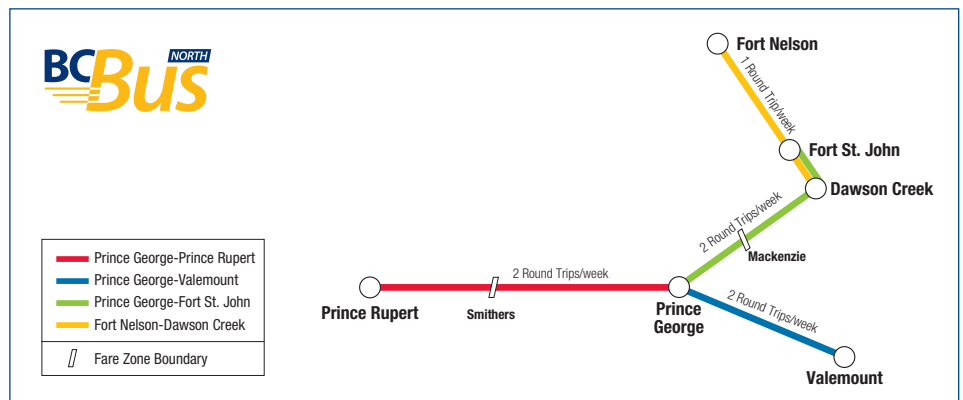 BC Bus NORTH
Fort Nelson
1 Round Trip/week
Fort St. John
Dawson Creek
2 Round Trips/week
Mackenzie
Prince George-Prince Rupert
Prince George-Valemount
Prince George-Fort St. John
Fort Nelson-Dawson Creek
Fare Zone Boundary
2 Round Trips/week
Prince Rupert
Smithers
Prince
George
2 Round Trips/week
Valemount